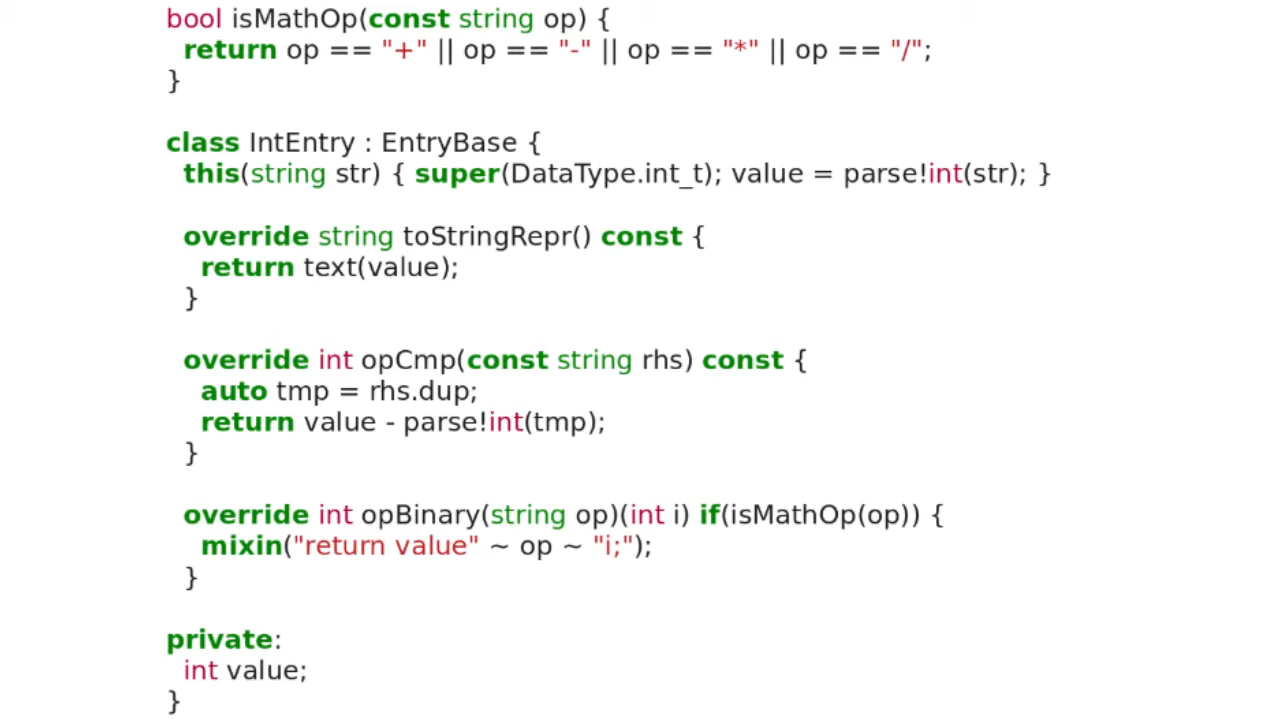 bool isMathOp(const string op) {
  return op == "+" || op == "-" || op == "*" || op == "/";
}
class IntEntry : EntryBase {
  this(string str) { super(DataType.int_t); value = parse!int(str); }
  override string toStringRepr() const {
    return text(value);
  }
  override int opCmp(const string rhs) const {
    auto tmp = rhs.dup;
    return value - parse!int(tmp);
  }
  override int opBinary(string op)(int i) if(isMathOp(op)) {
    mixin("return value" ~ op ~ "i;");
  }
private:
  int value;
}